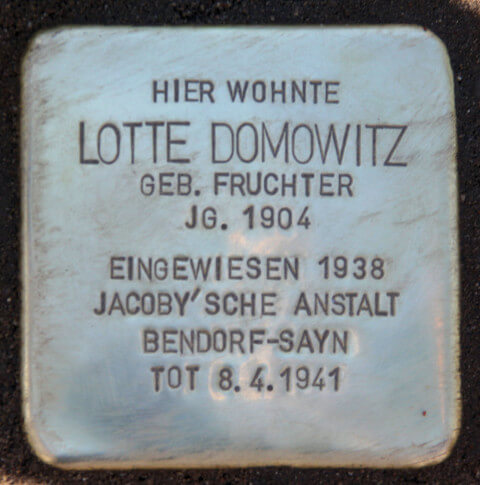 HIER WOHNTE
LOTTE DOMOWITZ
GEB. FRUCHTER
JG. 1904
EINGEWIESEN 1938
JACOBY'SCHE ANSTALT
BENDORF-SAYN
TOT 8.4.1941